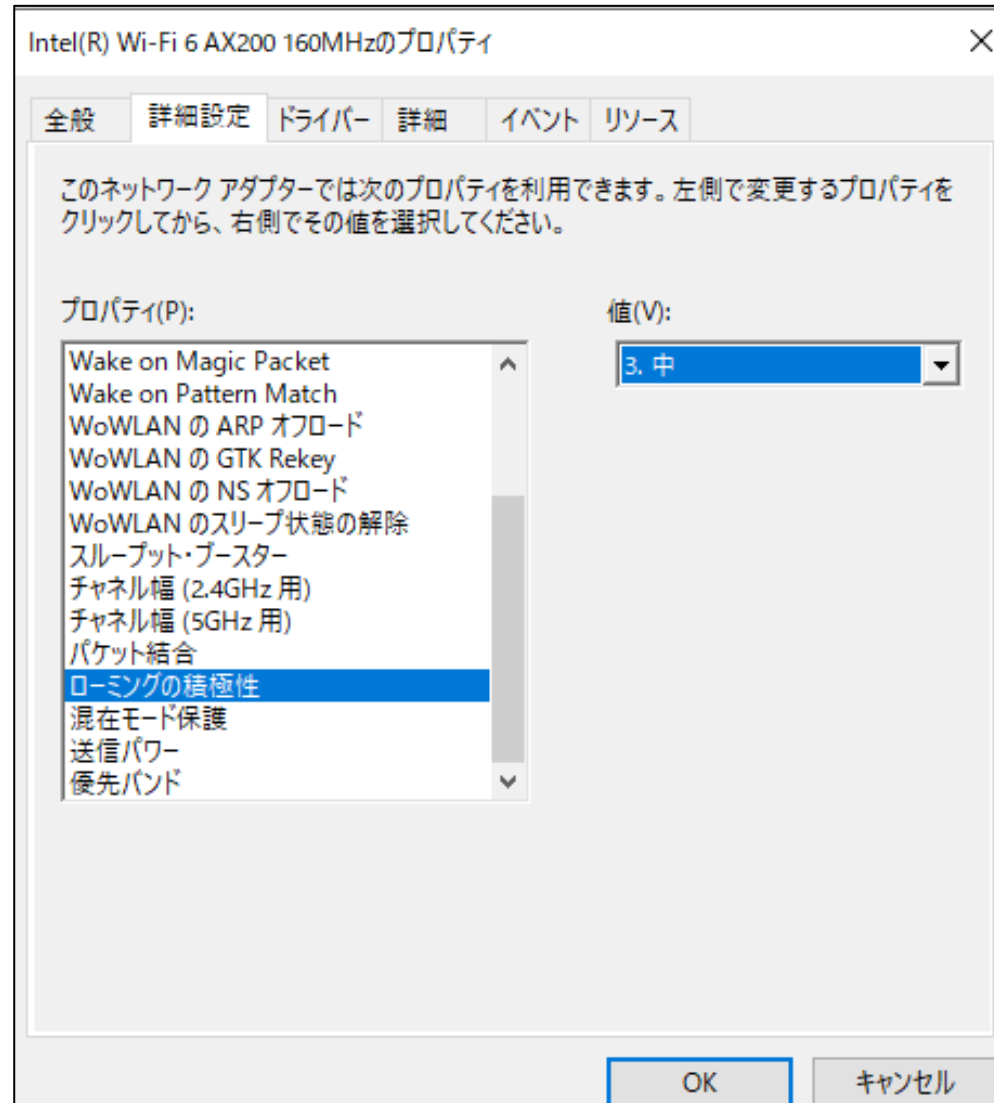 Intel(R) Wi-Fi 6 AX200 160MHzのプロパティ
全般 詳細設定 ドライバー 詳細 イベント リソース
このネットワーク アダプターでは次のプロパティを利用できます。左側で変更するプロパティを
クリックしてから、右側でその値を選択してください。
プロパティ(P):
値(V):
Wake on Magic Packet
Wake on Pattern Match
WoWLAN の ARP オフロード
WoWLAN の GTK Rekey
WoWLAN の NS オフロード
WoWLAN のスリープ状態の解除
スループット・ブースター
チャネル幅 (2.4GHz 用)
チャネル幅 (5GHz 用)
パケット結合
ローミングの積極性
混在モード保護
送信パワー
優先バンド
3. 中
OK
キャンセル